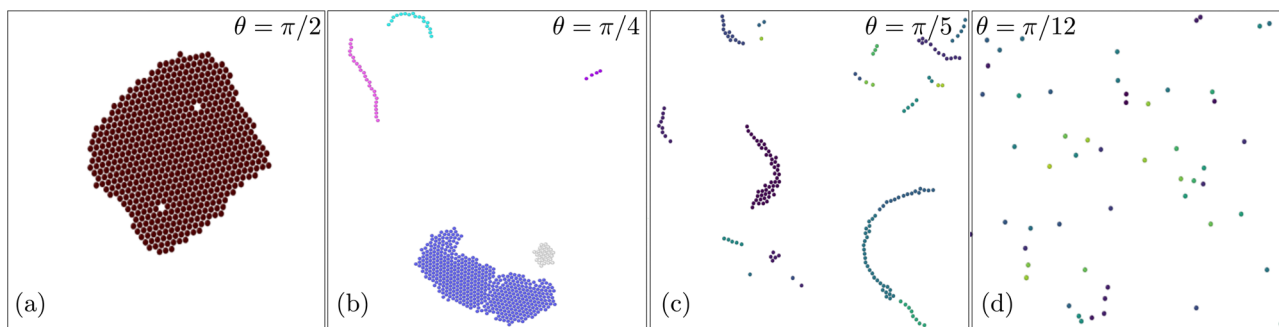 θ = π/2
θ = π/4
θ = π/5
θ = π/12
(a)
(b)
(c)
(d)